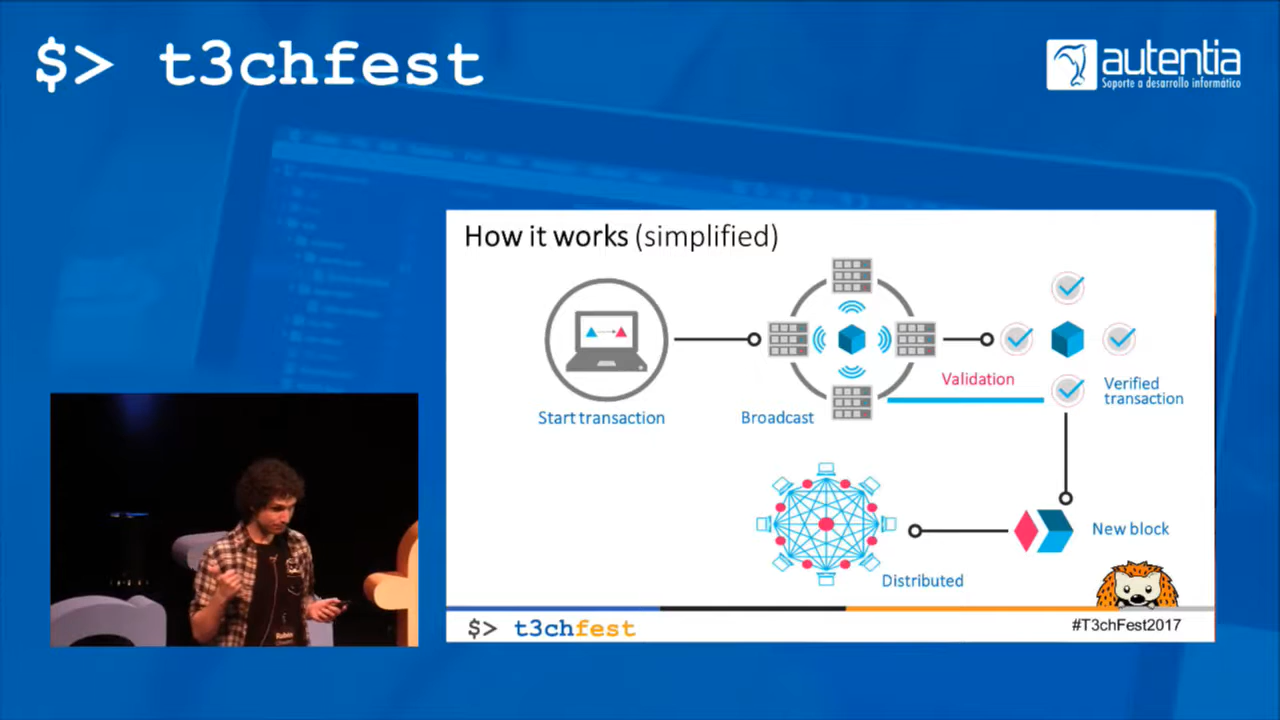 $> t3chfest
autentia
Soporte a desarrollo informático
How it works (simplified)
Start transaction
Broadcast
Validation
Verified
transaction
New block
Distributed
$> t3chfest
#T3chFest2017
Rubén